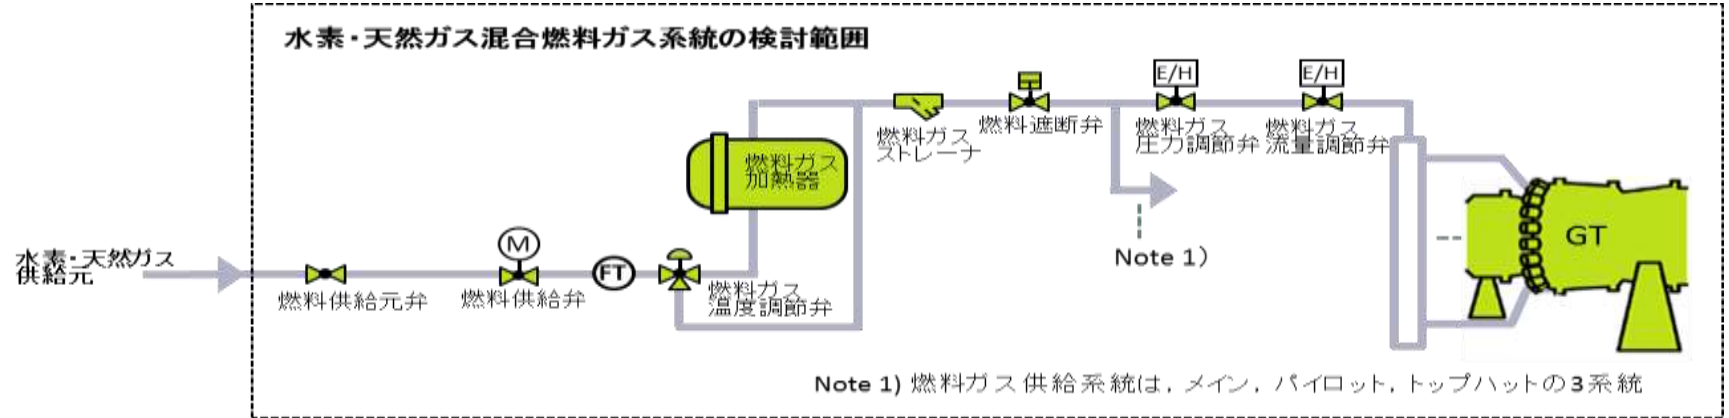 水素・天然ガス混合燃料ガス系統の検討範囲
E/H
E/H
燃料ガス
ストレーナ
燃料遮断弁
燃料ガス
圧力調節弁
燃料ガス
流量調節弁
燃料ガス
加熱器
GT
水素・天然ガス
供給元
M
FT
Note 1)
燃料供給元弁
燃料供給弁
燃料ガス
温度調節弁
Note 1) 燃料ガス供給系統は，メイン，パイロット，トップハットの3系統